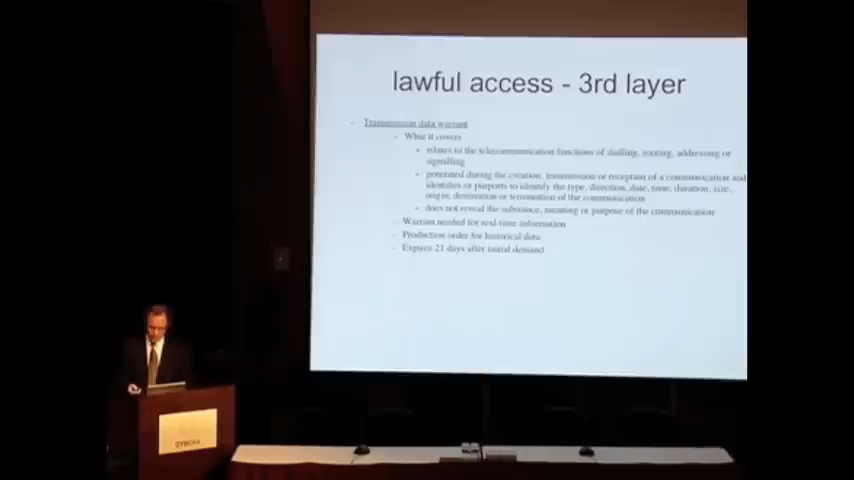 lawful access - 3rd layer
– Transmission data warrant
– What it covers
• relates to the telecommunication functions of dialling, routing, addressing or
signalling
• generated during the creation, transmission or reception of a communication and
identifies or purports to identify the type, direction, date, time, duration, size,
origin, destination or termination of the communication
• does not reveal the substance, meaning or purpose of the communication
– Warrant needed for real-time information
– Production order for historical data
– Expires 21 days after initial demand